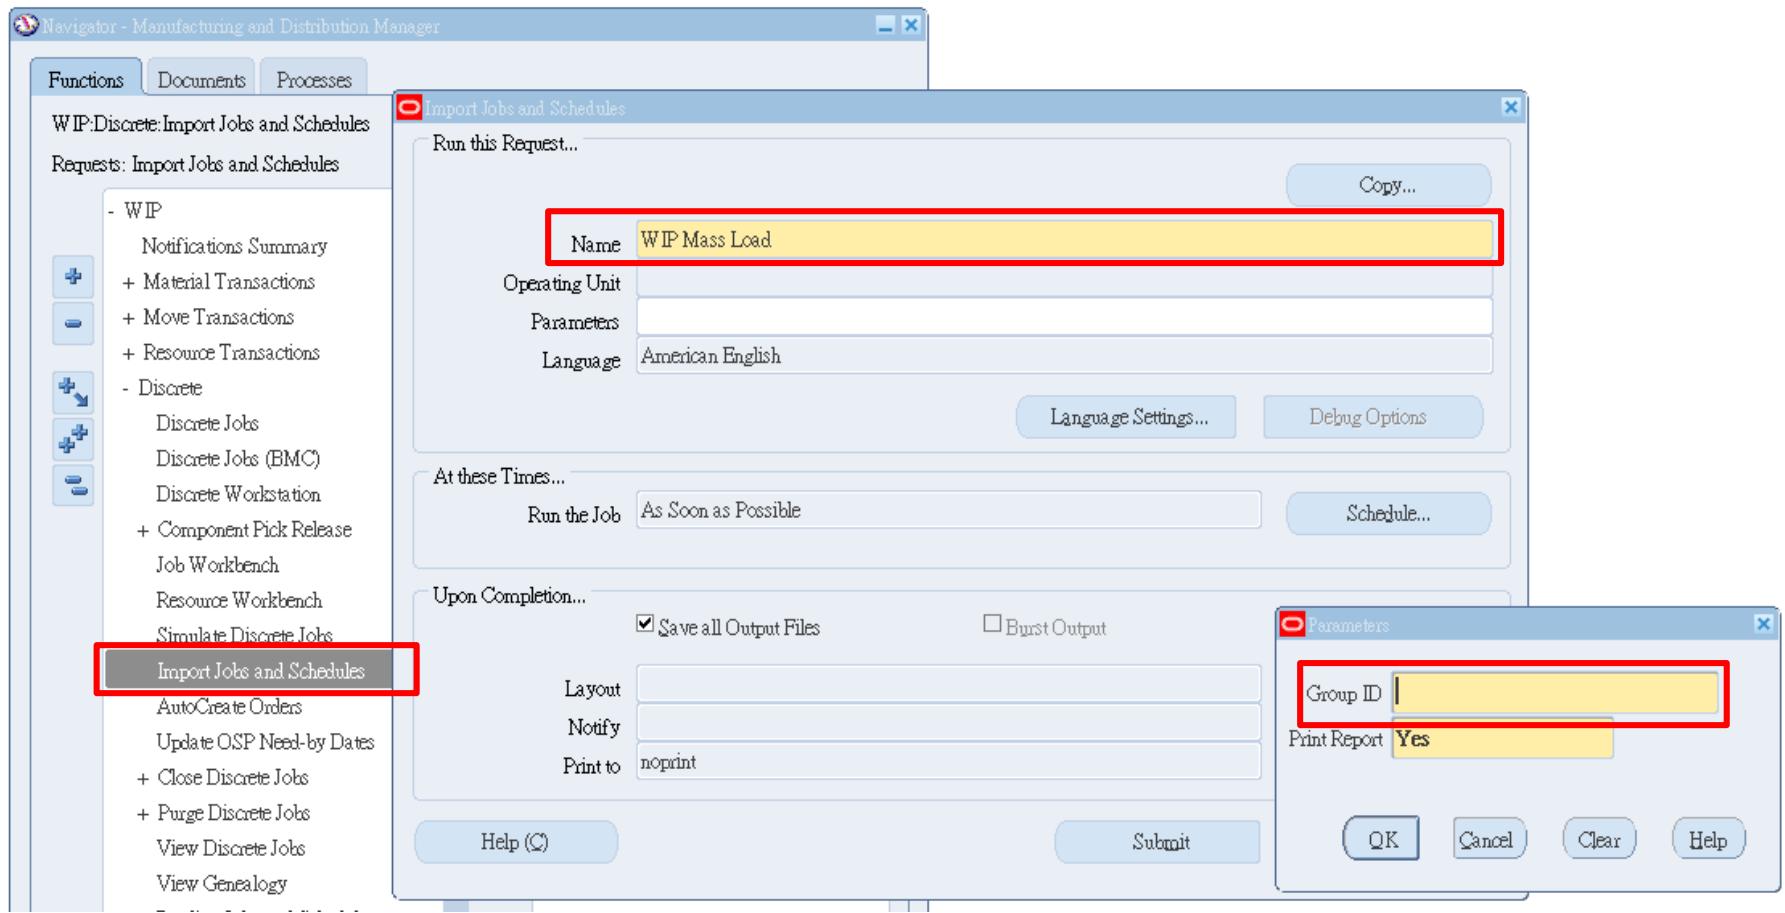 Navigator - Manufacturing and Distribution Manager
Functions
Documents
Processes
WIP:Discrete:Import Jobs and Schedules
Requests: Import Jobs and Schedules
- WIP
Notifications Summary
+ Material Transactions
+ Move Transactions
+ Resource Transactions
- Discrete
Discrete Jobs
Discrete Jobs (BMC)
Discrete Workstation
+ Component Pick Release
Job Workbench
Resource Workbench
Simulate Discrete Jobs
Import Jobs and Schedules
AutoCreate Orders
Update OSP Need-by Dates
+ Close Discrete Jobs
+ Purge Discrete Jobs
View Discrete Jobs
View Genealogy
Import Jobs and Schedules
Run this Request...
Copy...
Name WIP Mass Load
Operating Unit
Parameters
Language American English
Language Settings...
Debug Options
At these Times...
Run the Job As Soon as Possible
Schedule...
Upon Completion...
Save all Output Files
Burst Output
Layout
Notify
Print to noprint
Help (C)
Submit
Parameters
Group ID
Print Report Yes
OK
Cancel
Clear
Help